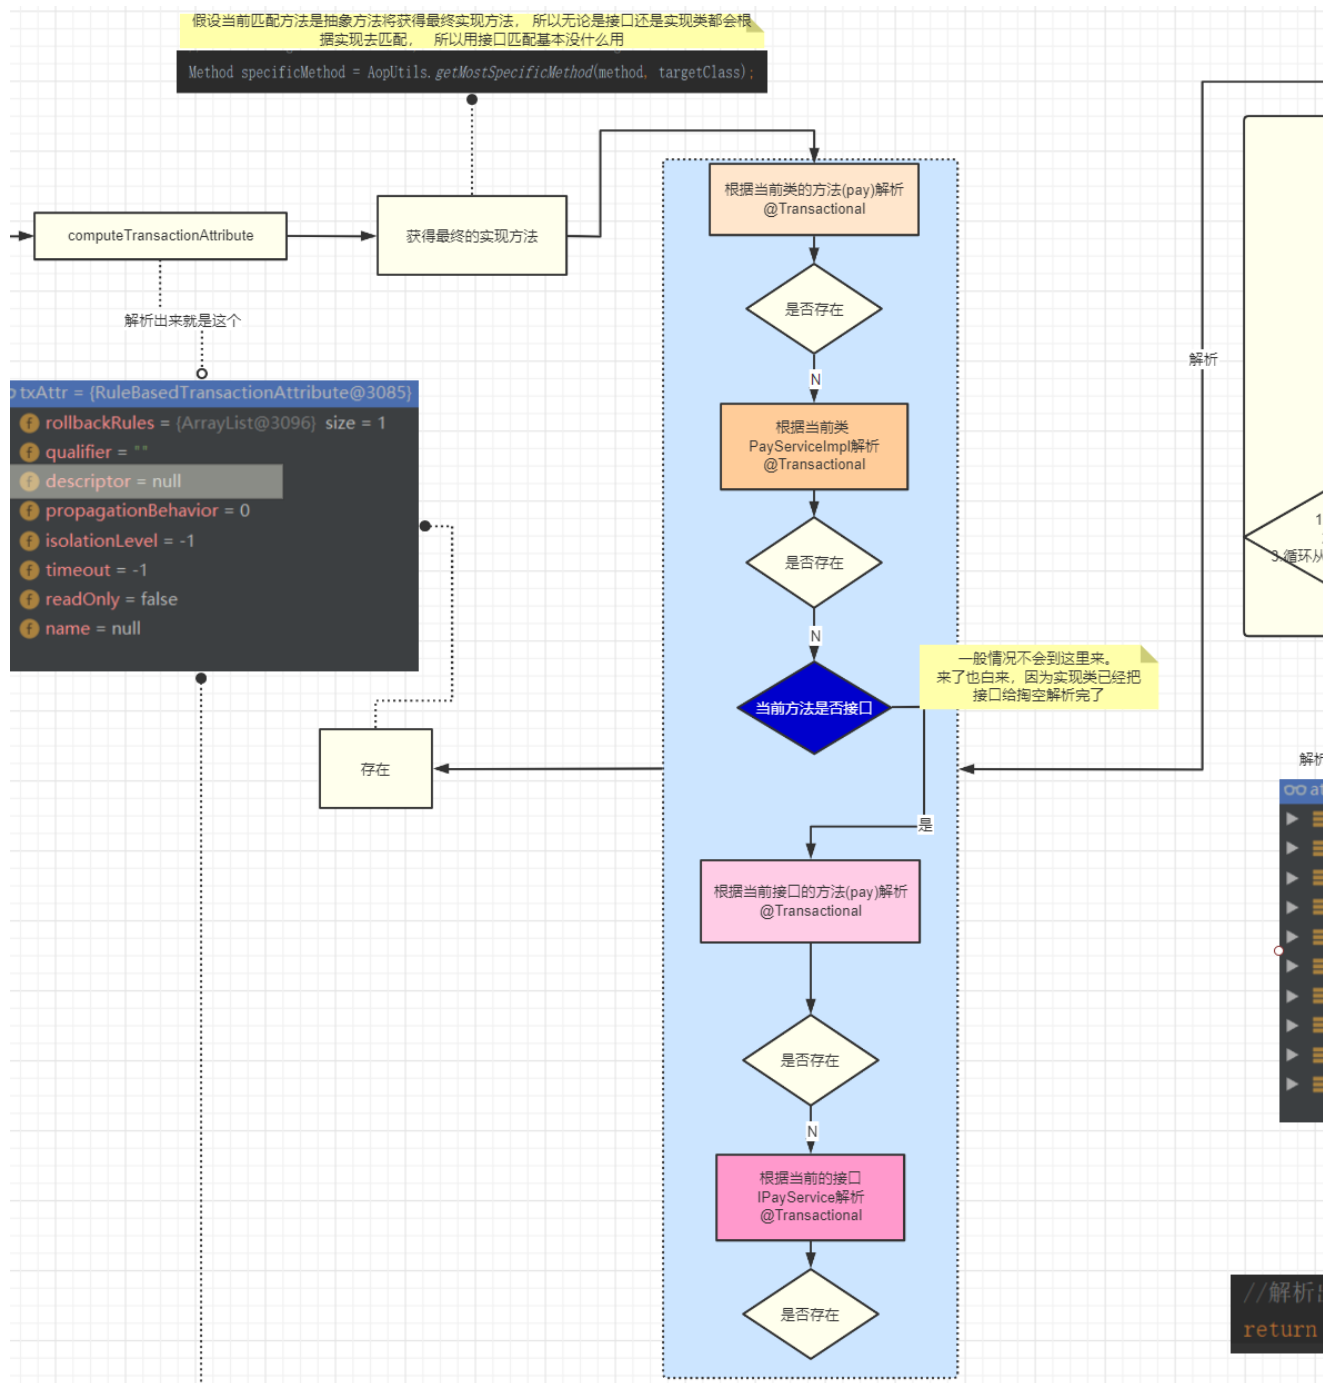 假设当前匹配方法是抽象方法将获得最终实现方法， 所以无论是接口还是实现类都会根
据实现去匹配， 所以用接口匹配基本没什么用
Method specificMethod = AopUtils.getMostSpecificMethod(method, targetClass);
computeTransactionAttribute
获得最终的实现方法
根据当前类的方法(pay)解析
@Transactional
是否存在
N
解析出来就是这个
txAttr = {RuleBasedTransactionAttribute@3085}
rollbackRules = {ArrayList@3096} size = 1
qualifier = ""
descriptor = null
propagationBehavior = 0
isolationLevel = -1
timeout = -1
readOnly = false
name = null
根据当前类
PayServiceImpl解析
@Transactional
是否存在
N
当前方法是否接口
一般情况不会到这里来。
来了也白来，因为实现类已经把
接口给掏空解析完了
存在
是
根据当前接口的方法(pay)解析
@Transactional
是否存在
N
根据当前的接口
IPayService解析
@Transactional
是否存在
解析
1
3.循环从
解析
at
//解析
return